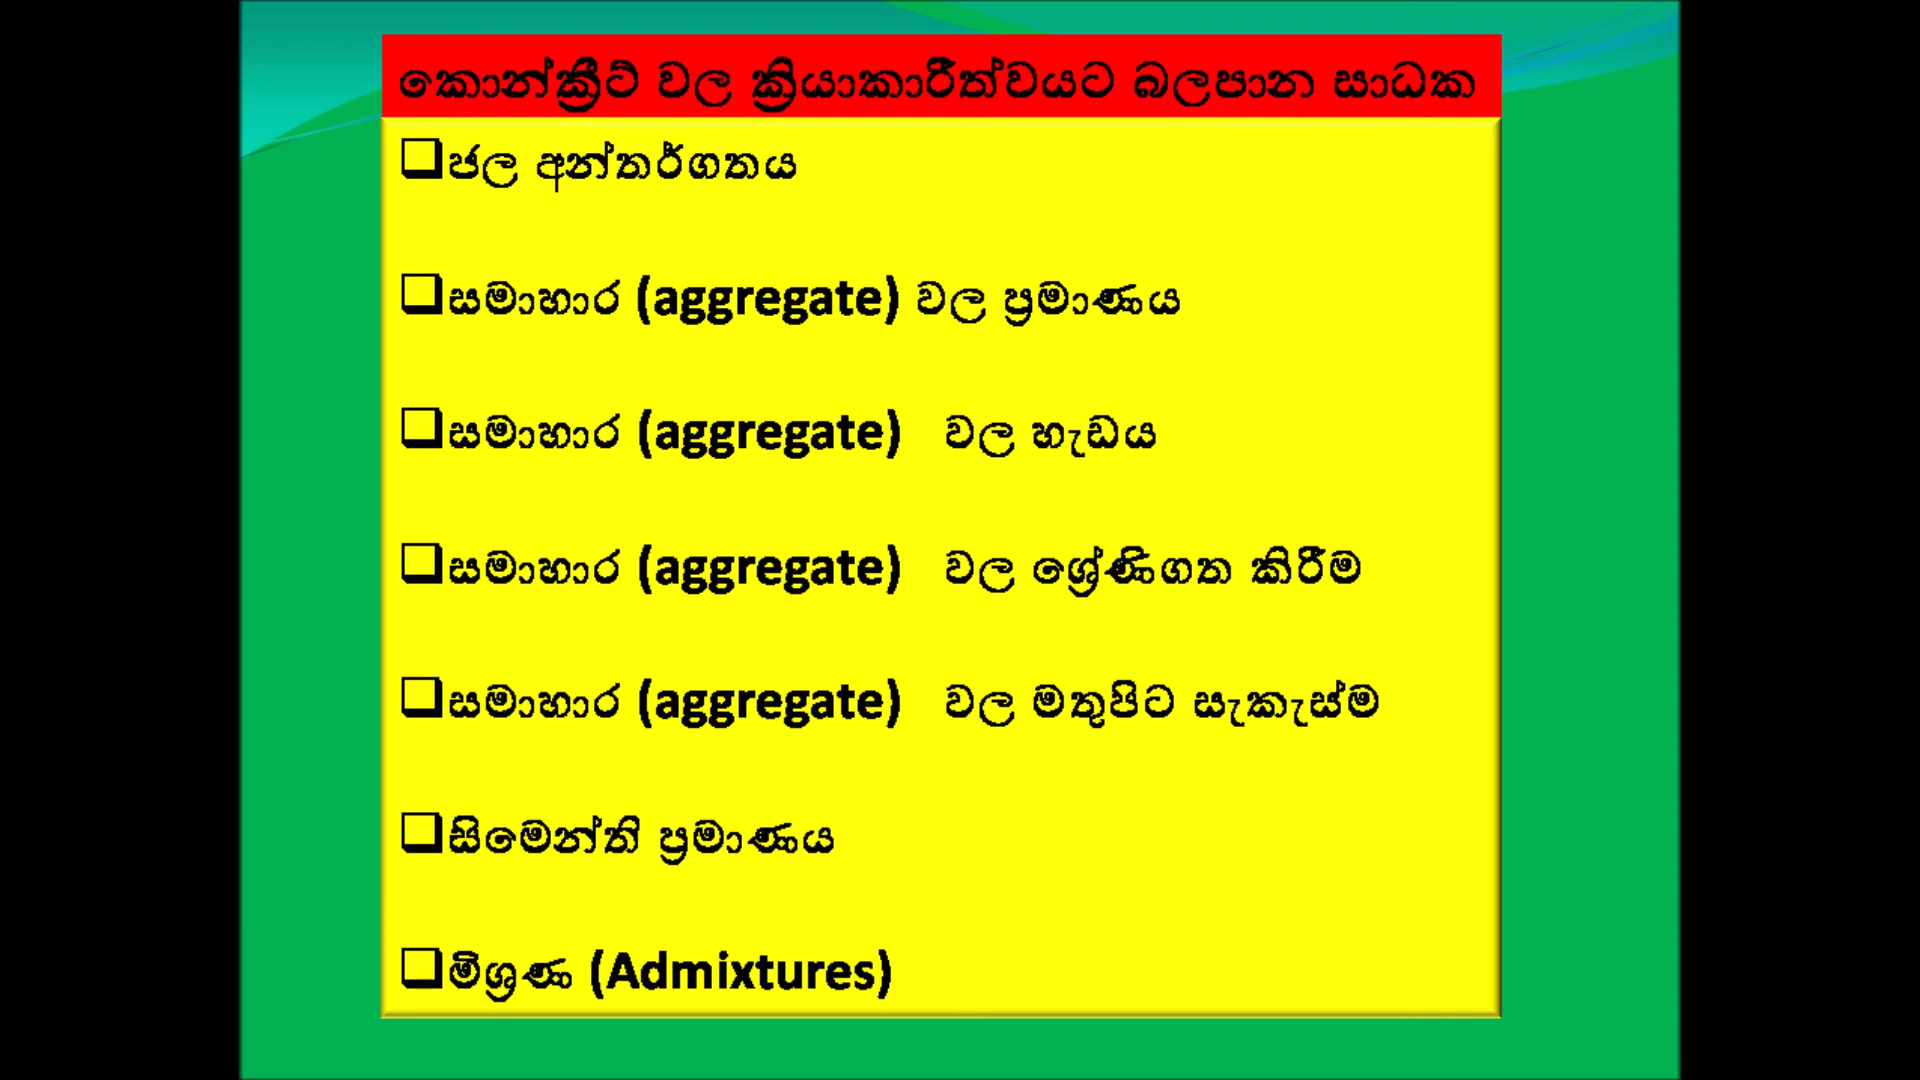 කොන්ක්‍රීට් වල ක්‍රියාකාරීත්වයට බලපාන සාධක
❑ජල අන්තර්ගතය
❑සමාහාර (aggregate) වල ප්‍රමාණය
❑සමාහාර (aggregate) වල හැඩය
❑සමාහාර (aggregate) වල ශ්‍රේණිගත කිරීම
❑සමාහාර (aggregate) වල මතුපිට සැකැස්ම
❑සිමෙන්ති ප්‍රමාණය
❑මිශ්‍රණ (Admixtures)